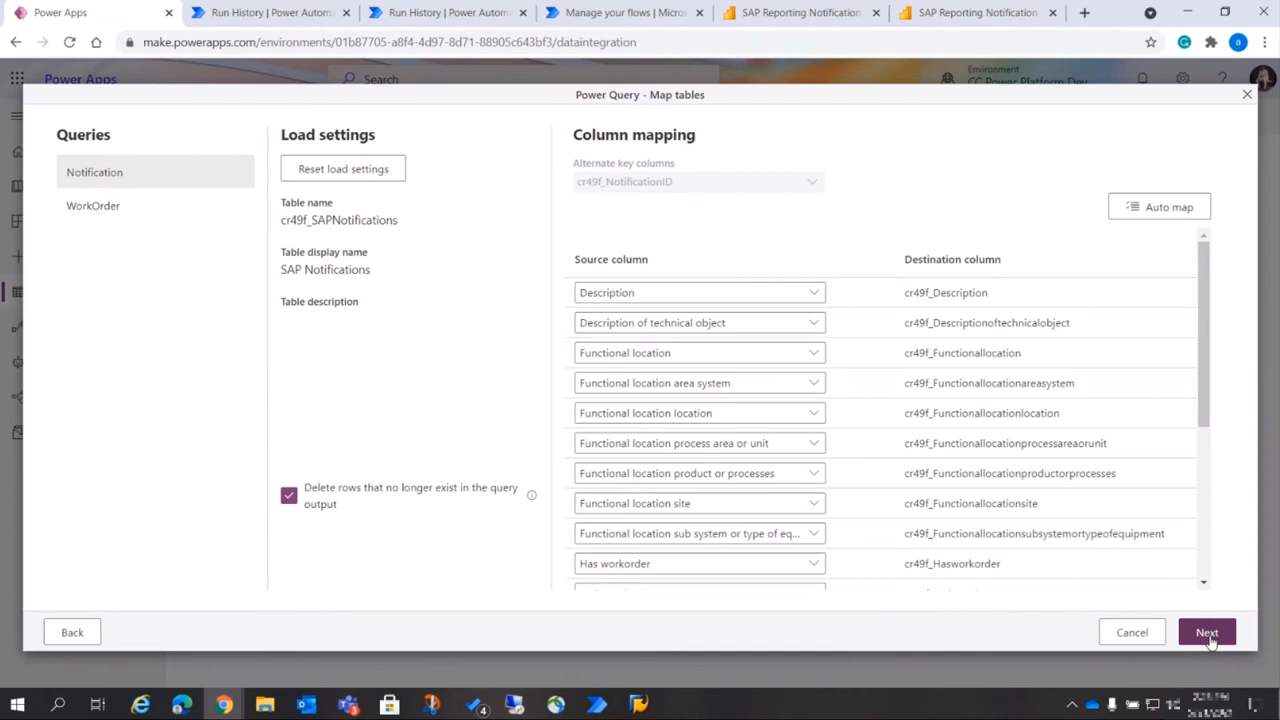 Power Apps
Run History | Power Automa
Run History | Power Automa
Manage your flows | Micros
SAP Reporting Notification
SAP Reporting Notification
make.powerapps.com/environments/01b87705-a8f4-4d97-8d71-88905c643bf3/dataintegration
a
Power Apps
Search
Environment
CC Power Platform Dev
Power Query - Map tables
Queries
Notification
WorkOrder
Load settings
Reset load settings
Table name
cr49f_SAPNotifications
Table display name
SAP Notifications
Table description
Delete rows that no longer exist in the query
output
Column mapping
Alternate key columns
cr49f_NotificationID
Auto map
Source column Destination column
Description cr49f_Description
Description of technical object cr49f_Descriptionoftechnicalobject
Functional location cr49f_Functionallocation
Functional location area system cr49f_Functionallocationareasystem
Functional location location cr49f_Functionallocationlocation
Functional location process area or unit cr49f_Functionallocationprocessareaorunit
Functional location product or processes cr49f_Functionallocationproductorprocesses
Functional location site cr49f_Functionallocationsite
Functional location sub system or type of eq... cr49f_Functionallocationsubsystemortypeofequipment
Has workorder cr49f_Hasworkorder
Back
Cancel
Next